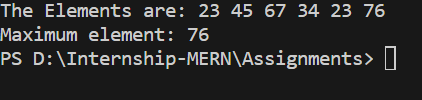 The Elements are: 23 45 67 34 23 76
Maximum element: 76
PS D:\Internship-MERN\Assignments>